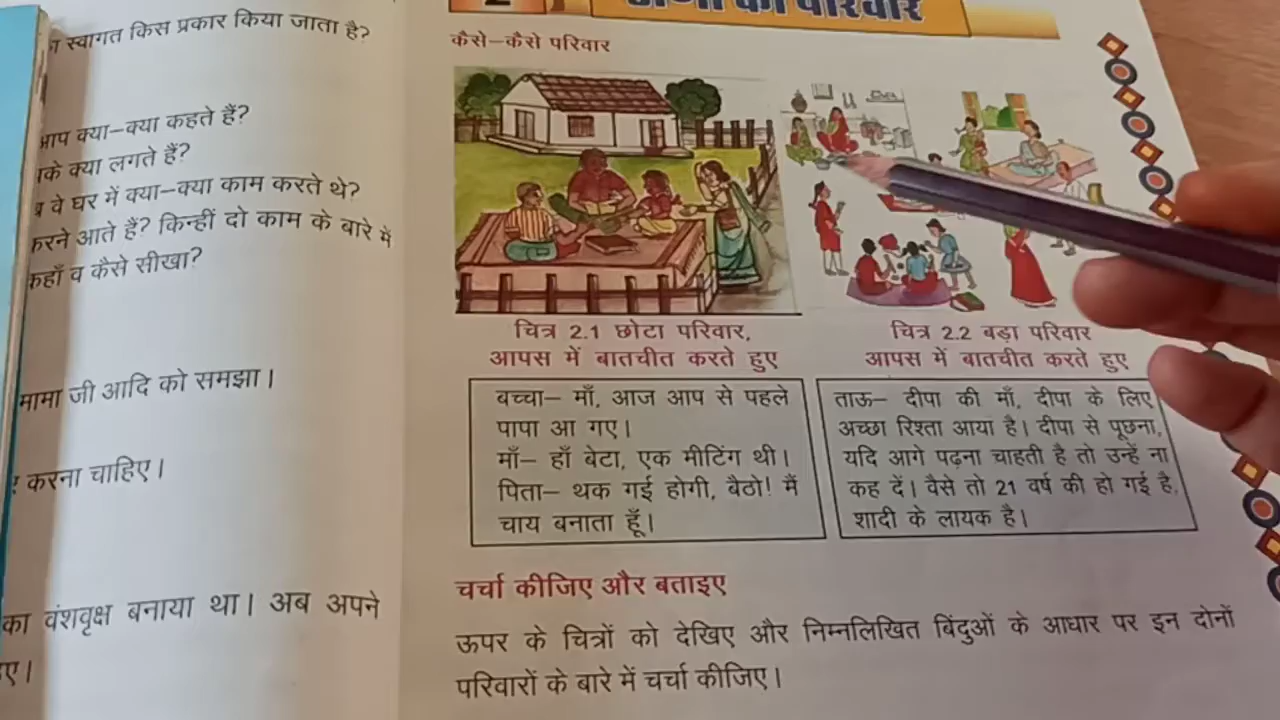 स्वागत किस प्रकार किया जाता है?
आप क्या-क्या कहते हैं?
क्या लगते हैं?
वे घर में क्या-क्या काम करते थे?
करने आते हैं? किन्हीं दो काम के बारे में
कहाँ व कैसे सीखा?
मामा जी आदि को समझा।
करना चाहिए।
का वंशवृक्ष बनाया था। अब अपने
2
का परिवार
कैसे-कैसे परिवार
चित्र 2.1 छोटा परिवार,
आपस में बातचीत करते हुए
बच्चा– माँ, आज आप से पहले
पापा आ गए।
माँ– हाँ बेटा, एक मीटिंग थी।
पिता– थक गई होगी, बैठो! मैं
चाय बनाता हूँ।
चित्र 2.2 बड़ा परिवार
आपस में बातचीत करते हुए
ताऊ– दीपा की माँ, दीपा के लिए
अच्छा रिश्ता आया है। दीपा से पूछना,
यदि आगे पढ़ना चाहती है तो उन्हें ना
कह दें। वैसे तो 21 वर्ष की हो गई है,
शादी के लायक है।
चर्चा कीजिए और बताइए
ऊपर के चित्रों को देखिए और निम्नलिखित बिंदुओं के आधार पर इन दोनों
परिवारों के बारे में चर्चा कीजिए।